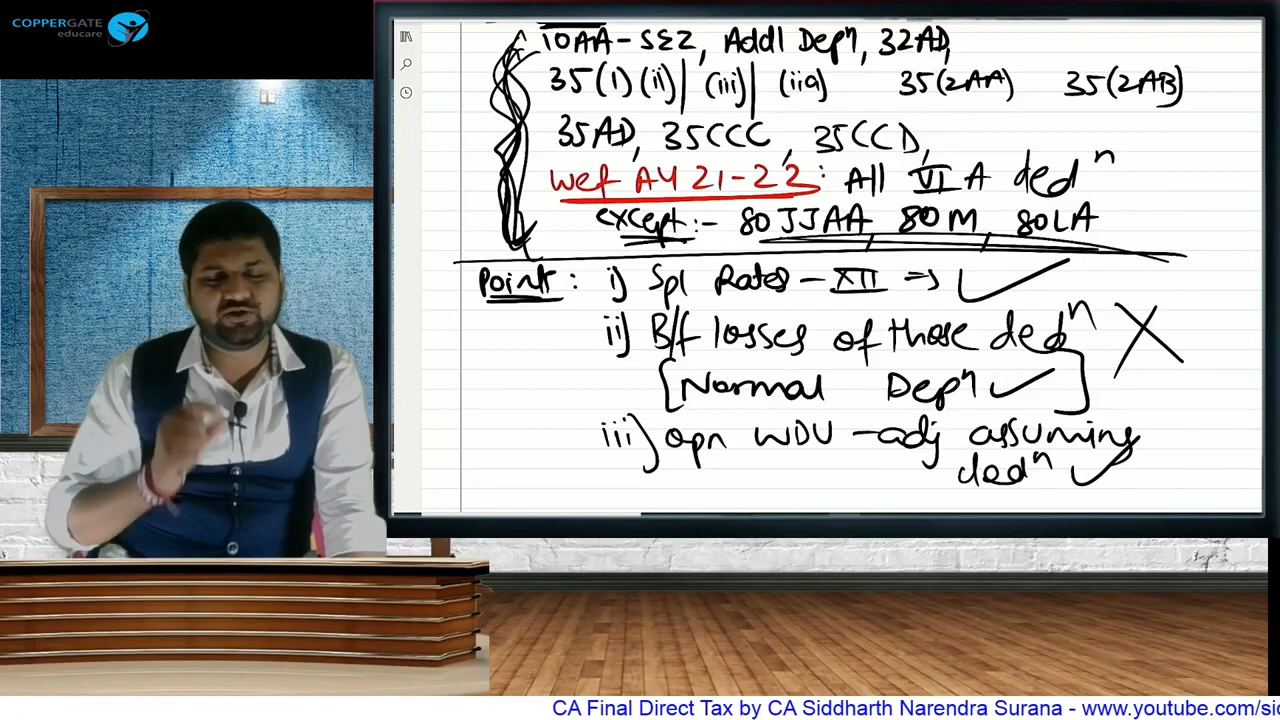 COPPERGATE
educare
10AA - SEZ, Addl Depⁿ, 32AD,
35(1)(ii)| (iii)| (iia) 35(2AA) 35(2AB)
35AD, 35CCC, 35CCD,
wef AY 21-22: All VI A dedⁿ
except:- 80JJAA 80M 80LA
Point: i) Spl Rates - XII ⇒ ✓
ii) B/f losses of those dedⁿ X
[Normal Depⁿ ✓]
iii) opn WDV - adj assuming
dedⁿ ✓
CA Final Direct Tax by CA Siddharth Narendra Surana - www.youtube.com/si